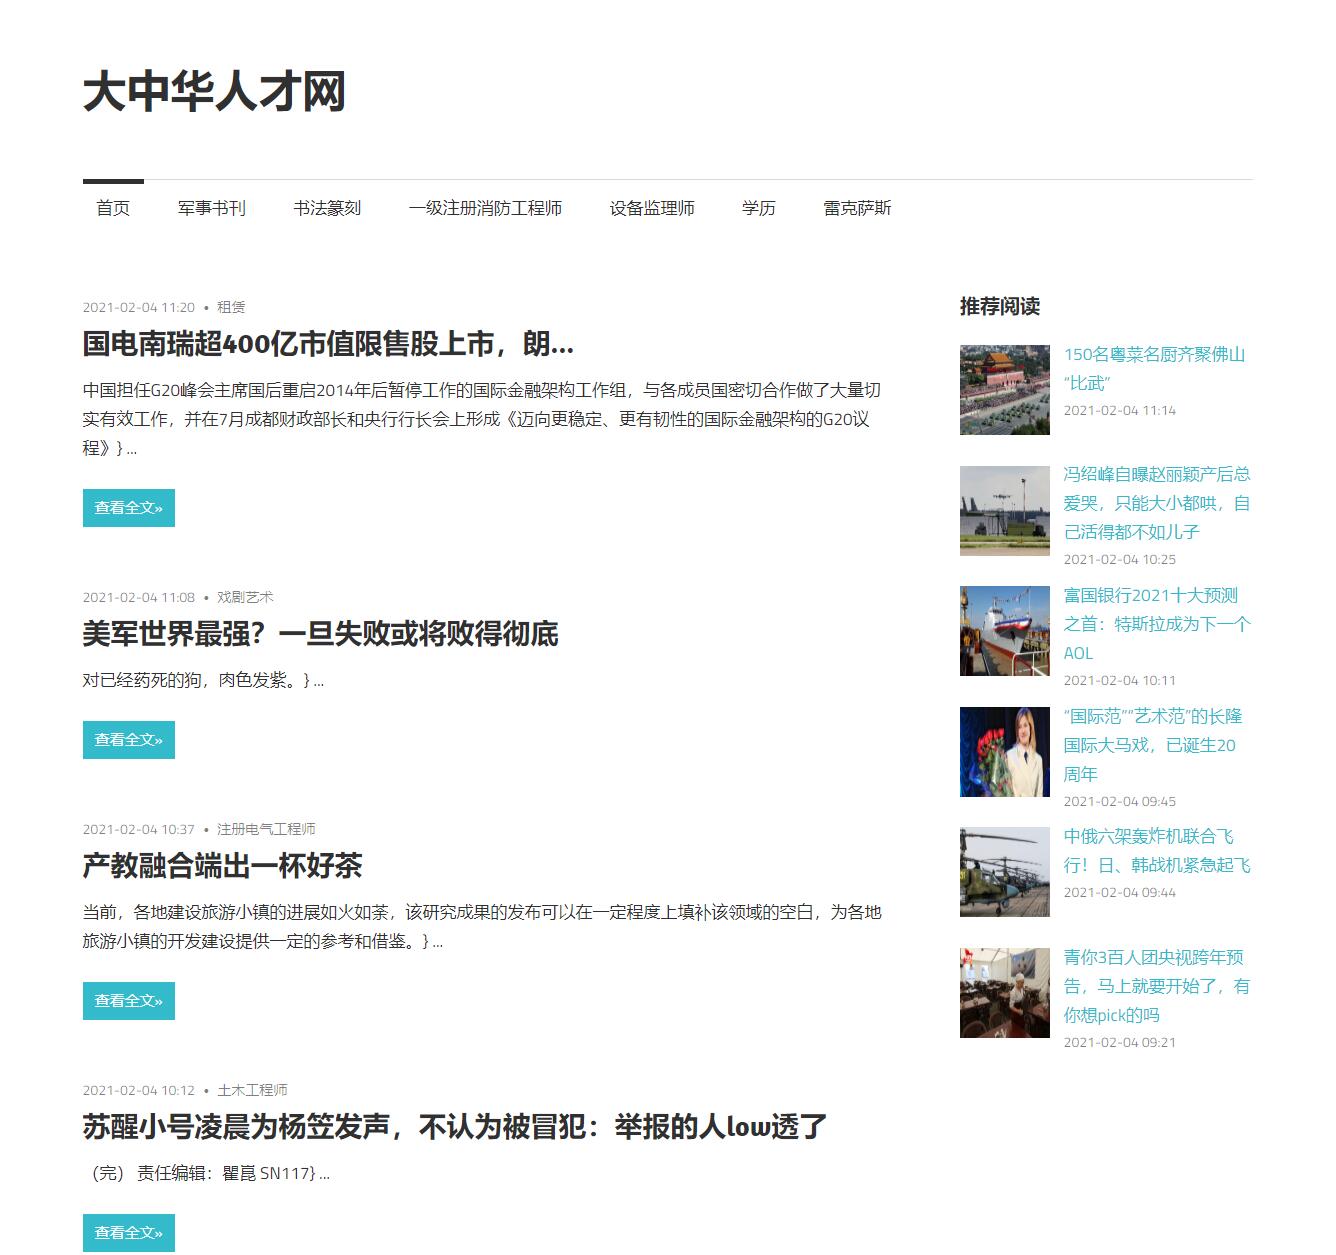 大中华人才网
首页
军事书刊
书法篆刻
一级注册消防工程师
设备监理师
学历
雷克萨斯
2021-02-04 11:20 • 租赁
国电南瑞超400亿市值限售股上市，朗...
中国担任G20峰会主席国后重启2014年后暂停工作的国际金融架构工作组，与各成员国密切合作做了大量切
实有效工作，并在7月成都财政部长和央行行长会上形成《迈向更稳定、更有韧性的国际金融架构的G20议
程》} ...
查看全文»
2021-02-04 11:08 • 戏剧艺术
美军世界最强？一旦失败或将败得彻底
对已经药死的狗，肉色发紫。} ...
查看全文»
2021-02-04 10:37 • 注册电气工程师
产教融合端出一杯好茶
当前，各地建设旅游小镇的进展如火如荼，该研究成果的发布可以在一定程度上填补该领域的空白，为各地
旅游小镇的开发建设提供一定的参考和借鉴。} ...
查看全文»
2021-02-04 10:12 • 土木工程师
苏醒小号凌晨为杨笠发声，不认为被冒犯：举报的人low透了
（完） 责任编辑：瞿崑 SN117} ...
查看全文»
推荐阅读
150名粤菜名厨齐聚佛山
“比武”
2021-02-04 11:14
冯绍峰自曝赵丽颖产后总
爱哭，只能大小都哄，自
己活得都不如儿子
2021-02-04 10:25
富国银行2021十大预测
之首：特斯拉成为下一个
AOL
2021-02-04 10:11
“国际范”“艺术范”的长隆
国际大马戏，已诞生20
周年
2021-02-04 09:45
中俄六架轰炸机联合飞
行！日、韩战机紧急起飞
2021-02-04 09:44
青你3百人团央视跨年预
告，马上就要开始了，有
你想pick的吗
2021-02-04 09:21